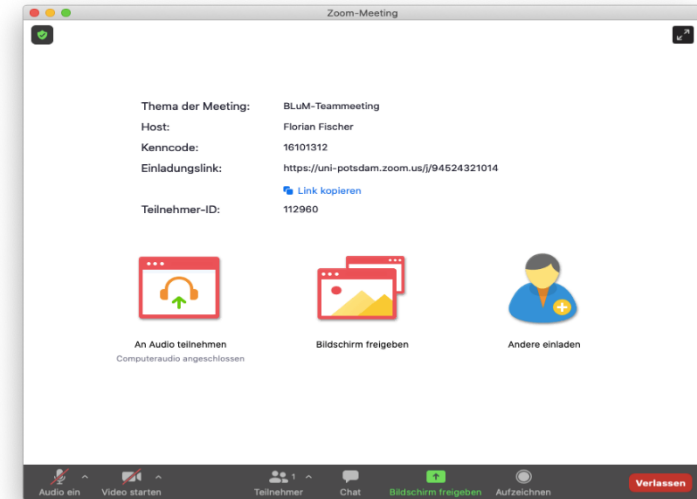 Zoom-Meeting
Thema der Meeting: BLuM-Teammeeting
Host: Florian Fischer
Kenncode: 16101312
Einladungslink: https://uni-potsdam.zoom.us/j/94524321014
Link kopieren
Teilnehmer-ID: 112960
An Audio teilnehmen Bildschirm freigeben Andere einladen
Computeraudio angeschlossen
1
Audio ein Video starten Teilnehmer Chat Bildschirm freigeben Aufzeichnen Verlassen